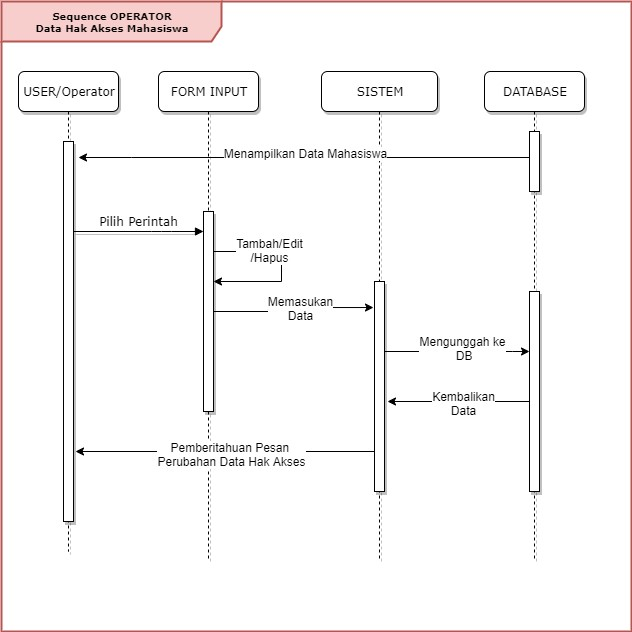 Sequence OPERATOR
Data Hak Akses Mahasiswa
USER/Operator
FORM INPUT
SISTEM
DATABASE
Menampilkan Data Mahasiswa
Pilih Perintah
Tambah/Edit
/Hapus
Memasukan
Data
Mengunggah ke
DB
Kembalikan
Data
Pemberitahuan Pesan
Perubahan Data Hak Akses